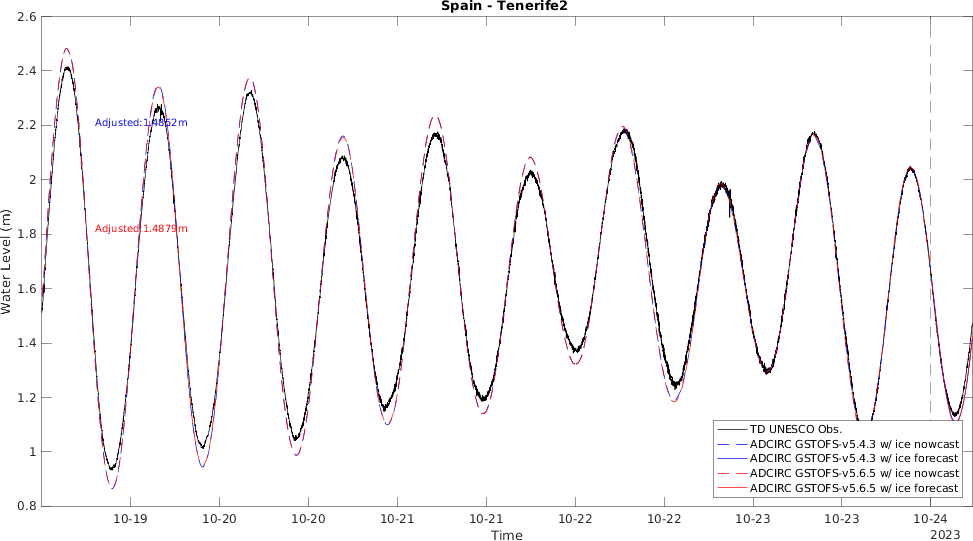 Spain - Tenerife2
2.6
2.4
2.2
2
1.8
1.6
1.4
1.2
1
0.8
Water Level (m)
Adjusted:1.4852m
Adjusted:1.4879m
TD UNESCO Obs.
ADCIRC GSTOFS-v5.4.3 w/ ice nowcast
ADCIRC GSTOFS-v5.4.3 w/ ice forecast
ADCIRC GSTOFS-v5.6.5 w/ ice nowcast
ADCIRC GSTOFS-v5.6.5 w/ ice forecast
10-19 10-20 10-20 10-21 10-21 10-22 10-22 10-23 10-23 10-24
2023
Time